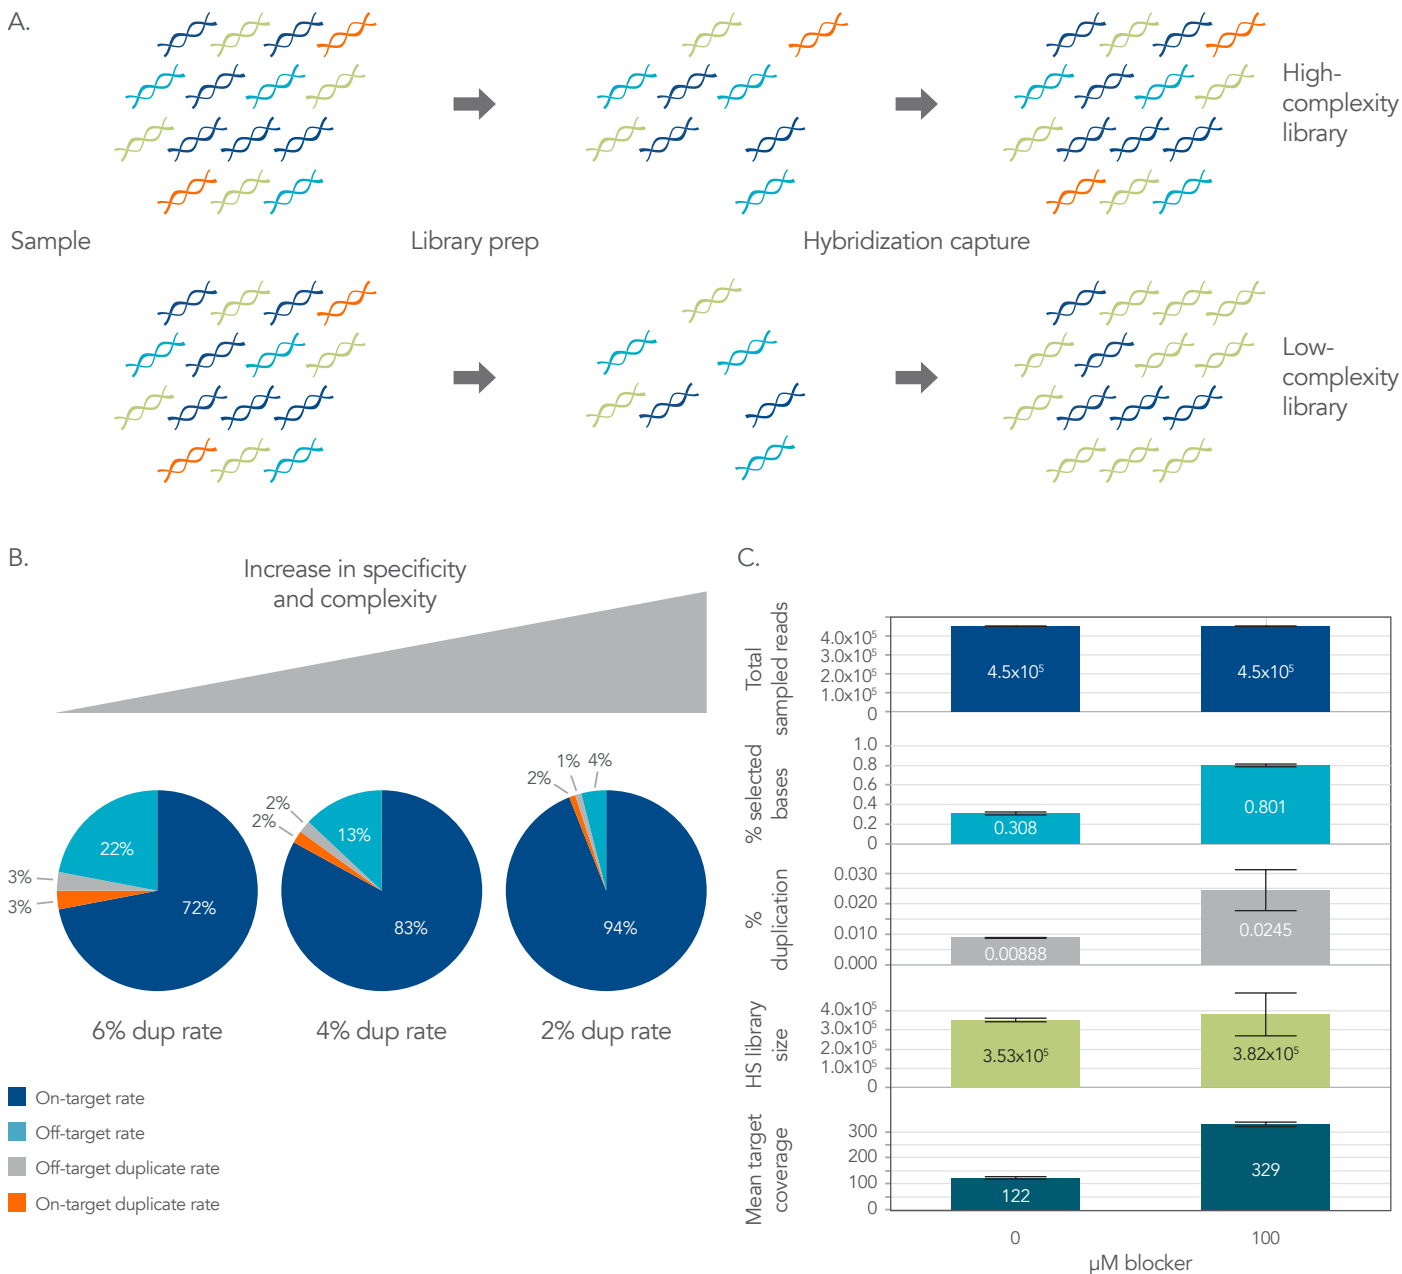 A.
High-
complexity
library
Sample
Library prep
Hybridization capture
Low-
complexity
library
B.
Increase in specificity
and complexity
22%
3%
3%
72%
6% dup rate
2%
2%
13%
83%
4% dup rate
2%
1%
4%
94%
2% dup rate
On-target rate
Off-target rate
Off-target duplicate rate
On-target duplicate rate
C.
Total
sampled reads
4.0x10⁵
3.0x10⁵
2.0x10⁵
1.0x10⁵
0
4.5x10⁵
4.5x10⁵
% selected
bases
1.0
0.8
0.6
0.4
0.2
0
0.308
0.801
%
duplication
0.030
0.020
0.010
0.000
0.00888
0.0245
HS library
size
4.0x10⁵
3.0x10⁵
2.0x10⁵
1.0x10⁵
0
3.53x10⁵
3.82x10⁵
Mean target
coverage
300
200
100
0
122
329
0
100
µM blocker